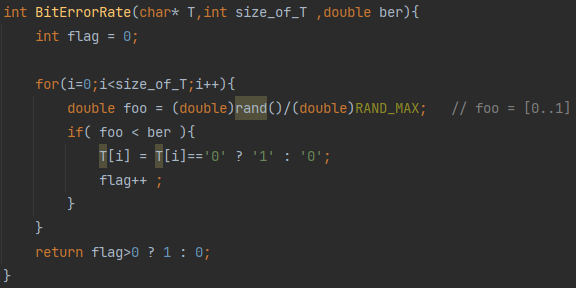 int BitErrorRate(char* T,int size_of_T ,double ber){
    int flag = 0;

    for(i=0;i<size_of_T;i++){
        double foo = (double)rand()/(double)RAND_MAX;   // foo = [0..1]
        if( foo < ber ){
            T[i] = T[i]=='0' ? '1' : '0';
            flag++ ;
        }
    }
    return flag>0 ? 1 : 0;
}